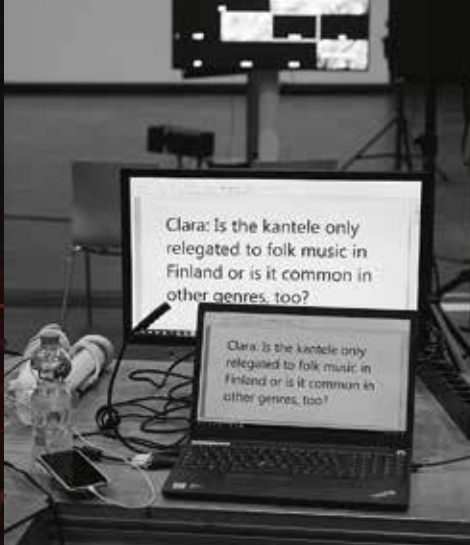 Clara: Is the kantele only
relegated to folk music in
Finland or is it common in
other genres, too?
Clara: Is the kantele only
relegated to folk music in
Finland or is it common in
other genres, too?